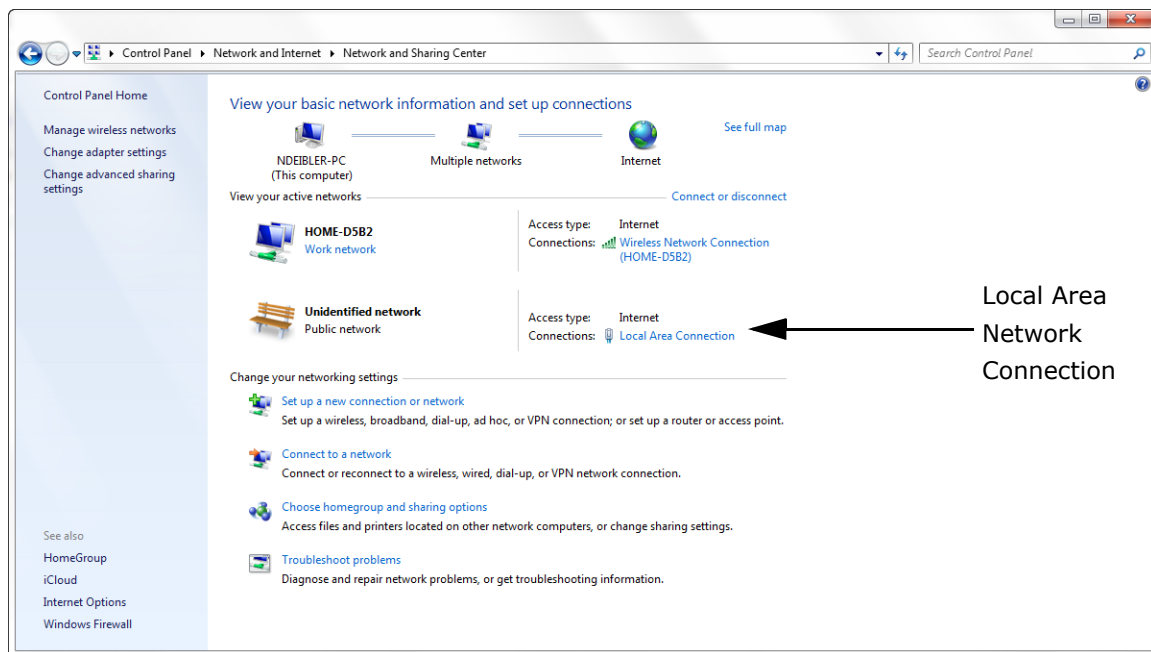 Control Panel ▸ Network and Internet ▸ Network and Sharing Center
Search Control Panel
Control Panel Home
Manage wireless networks
Change adapter settings
Change advanced sharing
settings
See also
HomeGroup
iCloud
Internet Options
Windows Firewall
View your basic network information and set up connections
See full map
NDEIBLER-PC
(This computer)
Multiple networks
Internet
View your active networks
Connect or disconnect
HOME-D5B2
Work network
Access type: Internet
Connections: Wireless Network Connection
(HOME-D5B2)
Unidentified network
Public network
Access type: Internet
Connections: Local Area Connection
Local Area
Network
Connection
Change your networking settings
Set up a new connection or network
Set up a wireless, broadband, dial-up, ad hoc, or VPN connection; or set up a router or access point.
Connect to a network
Connect or reconnect to a wireless, wired, dial-up, or VPN network connection.
Choose homegroup and sharing options
Access files and printers located on other network computers, or change sharing settings.
Troubleshoot problems
Diagnose and repair network problems, or get troubleshooting information.